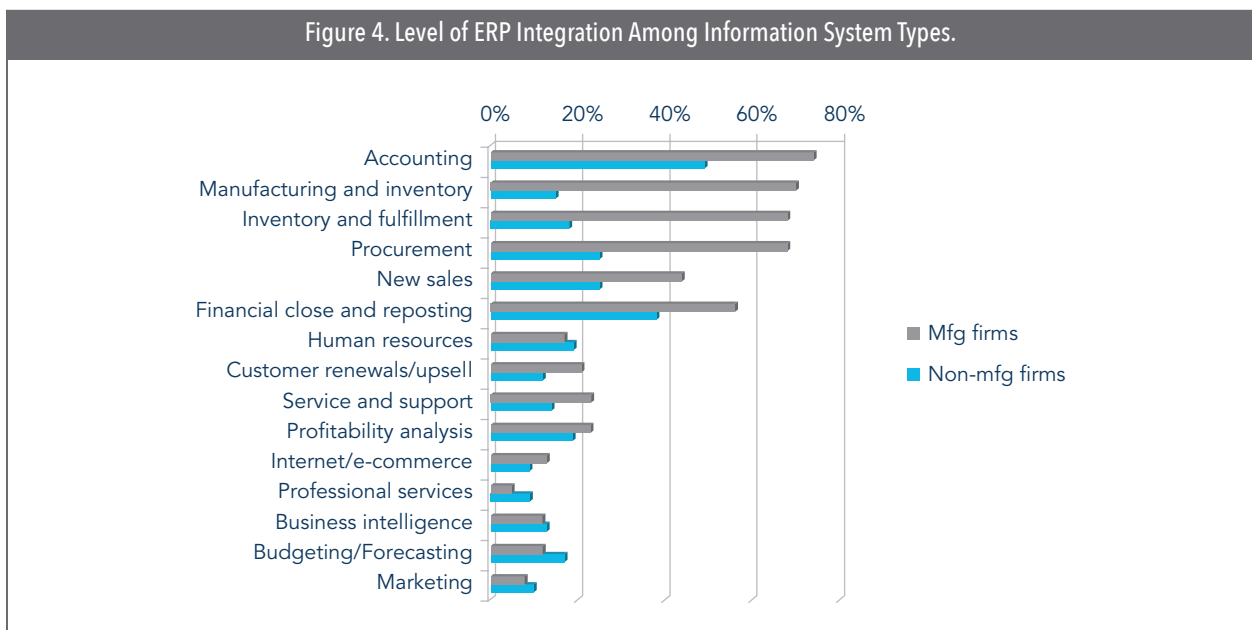 Figure 4. Level of ERP Integration Among Information System Types.
0% 20% 40% 60% 80%
Accounting
Manufacturing and inventory
Inventory and fulfillment
Procurement
New sales
Financial close and reposting
Human resources
Customer renewals/upsell
Service and support
Profitability analysis
Internet/e-commerce
Professional services
Business intelligence
Budgeting/Forecasting
Marketing
Mfg firms
Non-mfg firms